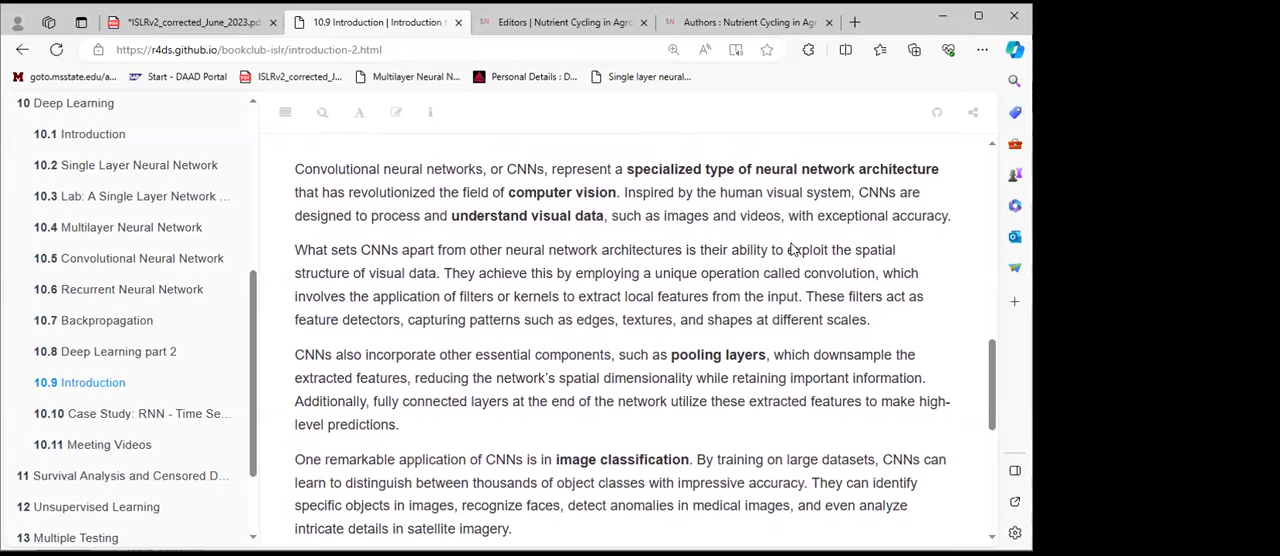 *ISLRv2_corrected_June_2023.pd
10.9 Introduction | Introduction t
SN Editors | Nutrient Cycling in Agro
SN Authors : Nutrient Cycling in Ag
https://r4ds.github.io/bookclub-islr/introduction-2.html
goto.msstate.edu/a...
Start - DAAD Portal
ISLRv2_corrected_J...
Multilayer Neural N...
Personal Details : D...
Single layer neural...
10 Deep Learning
10.1 Introduction
10.2 Single Layer Neural Network
10.3 Lab: A Single Layer Network ...
10.4 Multilayer Neural Network
10.5 Convolutional Neural Network
10.6 Recurrent Neural Network
10.7 Backpropagation
10.8 Deep Learning part 2
10.9 Introduction
10.10 Case Study: RNN - Time Se...
10.11 Meeting Videos
11 Survival Analysis and Censored D...
12 Unsupervised Learning
13 Multiple Testing
Convolutional neural networks, or CNNs, represent a specialized type of neural network architecture
that has revolutionized the field of computer vision. Inspired by the human visual system, CNNs are
designed to process and understand visual data, such as images and videos, with exceptional accuracy.
What sets CNNs apart from other neural network architectures is their ability to exploit the spatial
structure of visual data. They achieve this by employing a unique operation called convolution, which
involves the application of filters or kernels to extract local features from the input. These filters act as
feature detectors, capturing patterns such as edges, textures, and shapes at different scales.
CNNs also incorporate other essential components, such as pooling layers, which downsample the
extracted features, reducing the network's spatial dimensionality while retaining important information.
Additionally, fully connected layers at the end of the network utilize these extracted features to make high-
level predictions.
One remarkable application of CNNs is in image classification. By training on large datasets, CNNs can
learn to distinguish between thousands of object classes with impressive accuracy. They can identify
specific objects in images, recognize faces, detect anomalies in medical images, and even analyze
intricate details in satellite imagery.